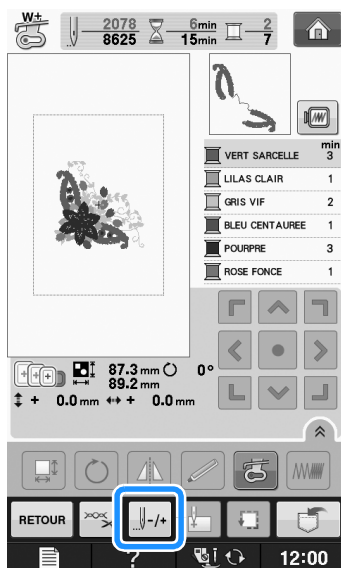 W+
2078 6min 2
8625 15min 7
min
VERT SARCELLE 3
LILAS CLAIR 1
GRIS VIF 2
BLEU CENTAUREE 1
POURPRE 3
ROSE FONCE 1
87.3 mm 0°
89.2 mm
+ 0.0 mm + 0.0 mm
RETOUR -/+
? 12:00